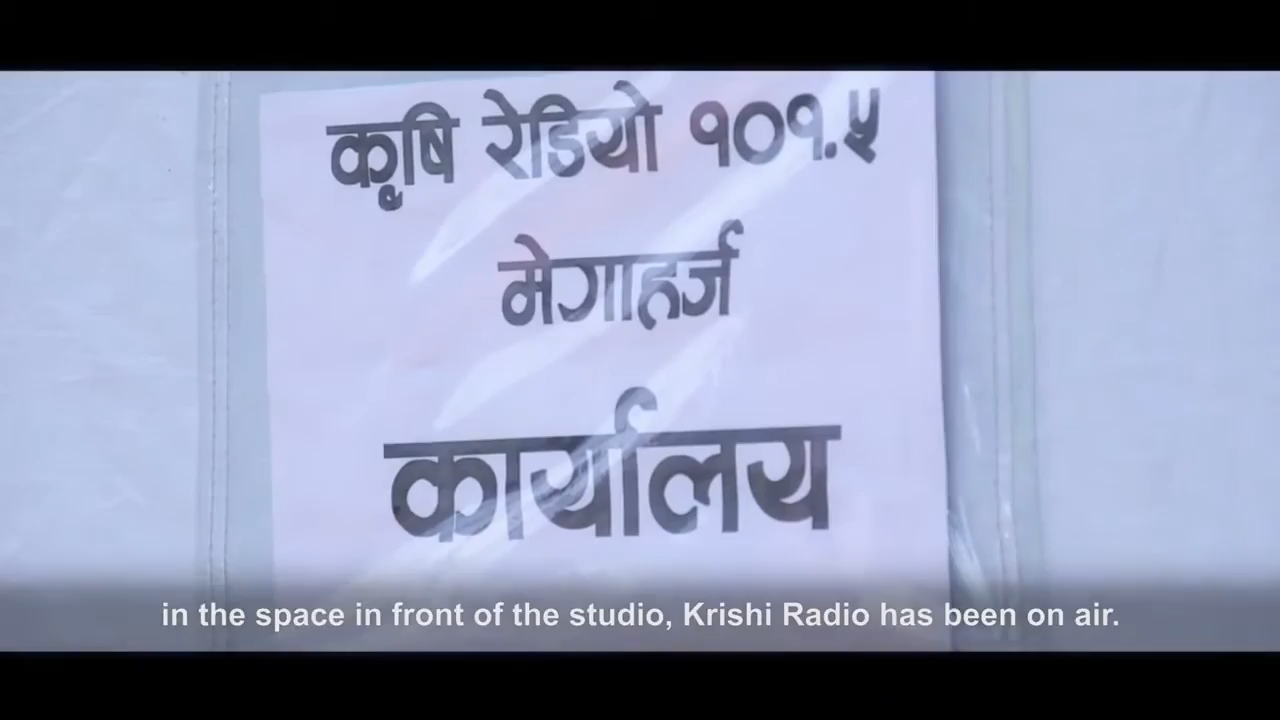 कृषि रेडियो १०१.५
मेगाहर्ज
कार्यालय
in the space in front of the studio, Krishi Radio has been on air.